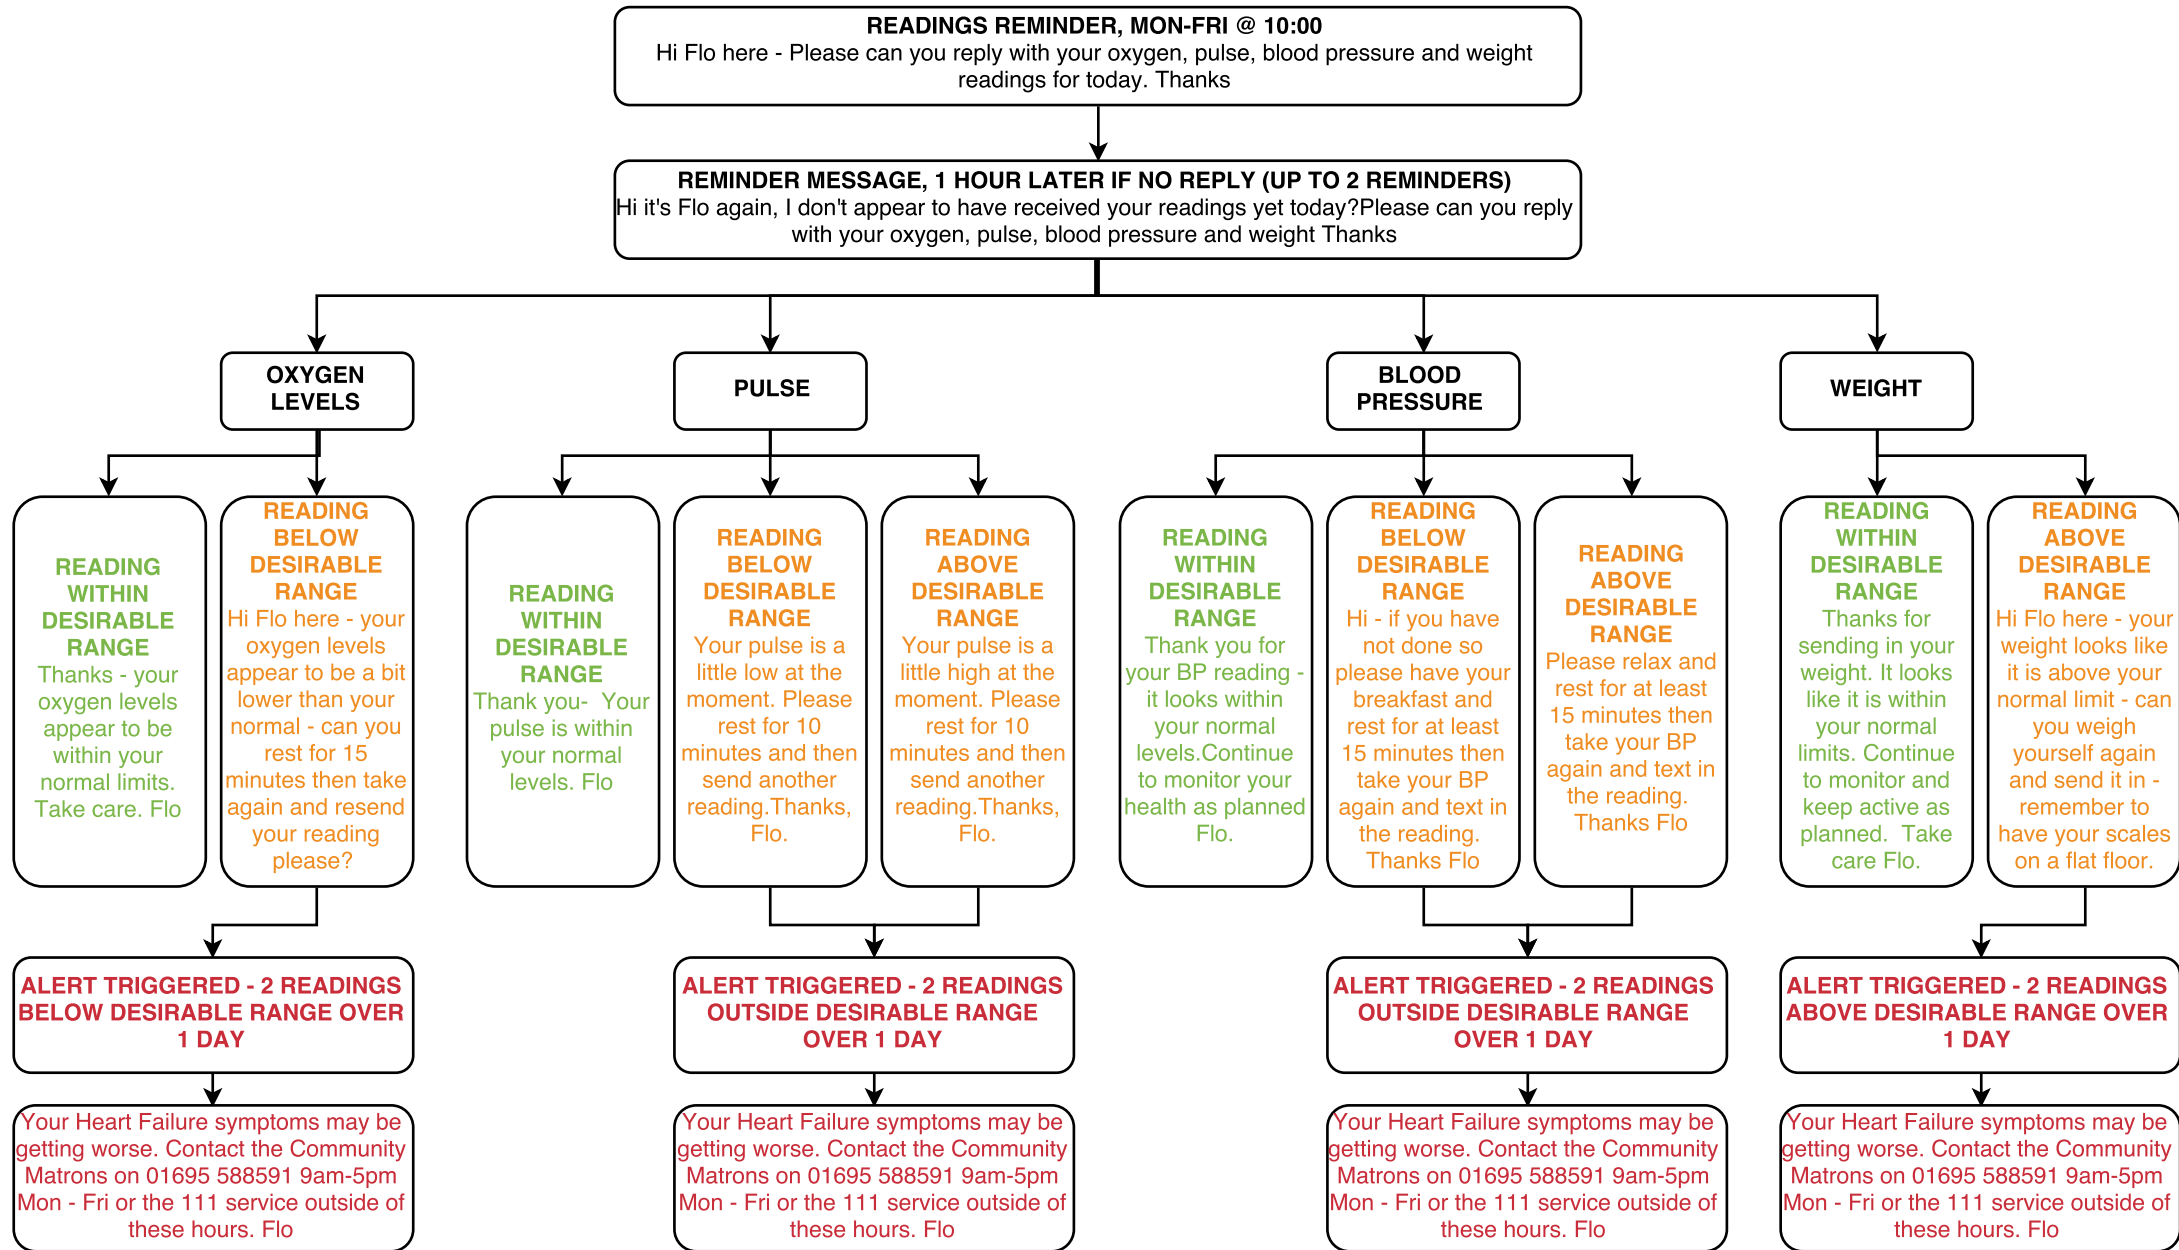 READINGS REMINDER, MON-FRI @ 10:00
Hi Flo here - Please can you reply with your oxygen, pulse, blood pressure and weight
readings for today. Thanks
REMINDER MESSAGE, 1 HOUR LATER IF NO REPLY (UP TO 2 REMINDERS)
Hi it's Flo again, I don't appear to have received your readings yet today?Please can you reply
with your oxygen, pulse, blood pressure and weight Thanks
OXYGEN
LEVELS
PULSE
BLOOD
PRESSURE
WEIGHT
READING
WITHIN
DESIRABLE
RANGE
Thanks - your
oxygen levels
appear to be
within your
normal limits.
Take care. Flo
READING
BELOW
DESIRABLE
RANGE
Hi Flo here - your
oxygen levels
appear to be a bit
lower than your
normal - can you
rest for 15
minutes then take
again and resend
your reading
please?
READING
WITHIN
DESIRABLE
RANGE
Thank you-  Your
pulse is within
your normal
levels. Flo
READING
BELOW
DESIRABLE
RANGE
Your pulse is a
little low at the
moment. Please
rest for 10
minutes and then
send another
reading.Thanks,
Flo.
READING
ABOVE
DESIRABLE
RANGE
Your pulse is a
little high at the
moment. Please
rest for 10
minutes and then
send another
reading.Thanks,
Flo.
READING
WITHIN
DESIRABLE
RANGE
Thank you for
your BP reading -
it looks within
your normal
levels.Continue
to monitor your
health as planned
Flo.
READING
BELOW
DESIRABLE
RANGE
Hi - if you have
not done so
please have your
breakfast and
rest for at least
15 minutes then
take your BP
again and text in
the reading.
Thanks Flo
READING
ABOVE
DESIRABLE
RANGE
Please relax and
rest for at least
15 minutes then
take your BP
again and text in
the reading.
Thanks Flo
READING
WITHIN
DESIRABLE
RANGE
Thanks for
sending in your
weight. It looks
like it is within
your normal
limits. Continue
to monitor and
keep active as
planned.  Take
care Flo.
READING
ABOVE
DESIRABLE
RANGE
Hi Flo here - your
weight looks like
it is above your
normal limit - can
you weigh
yourself again
and send it in -
remember to
have your scales
on a flat floor.
ALERT TRIGGERED - 2 READINGS
BELOW DESIRABLE RANGE OVER
1 DAY
ALERT TRIGGERED - 2 READINGS
OUTSIDE DESIRABLE RANGE
OVER 1 DAY
ALERT TRIGGERED - 2 READINGS
OUTSIDE DESIRABLE RANGE
OVER 1 DAY
ALERT TRIGGERED - 2 READINGS
ABOVE DESIRABLE RANGE OVER
1 DAY
Your Heart Failure symptoms may be
getting worse. Contact the Community
Matrons on 01695 588591 9am-5pm
Mon - Fri or the 111 service outside of
these hours. Flo
Your Heart Failure symptoms may be
getting worse. Contact the Community
Matrons on 01695 588591 9am-5pm
Mon - Fri or the 111 service outside of
these hours. Flo
Your Heart Failure symptoms may be
getting worse. Contact the Community
Matrons on 01695 588591 9am-5pm
Mon - Fri or the 111 service outside of
these hours. Flo
Your Heart Failure symptoms may be
getting worse. Contact the Community
Matrons on 01695 588591 9am-5pm
Mon - Fri or the 111 service outside of
these hours. Flo